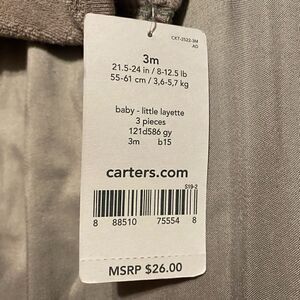 CKT-2522-3M
AO
3m
21.5-24 in / 8-12.5 lb
55-61 cm / 3,6-5,7 kg
baby - little layette
3 pieces
121d586 gy
3m b15
carters.com
S19-2
8 88510 75554 8
MSRP $26.00